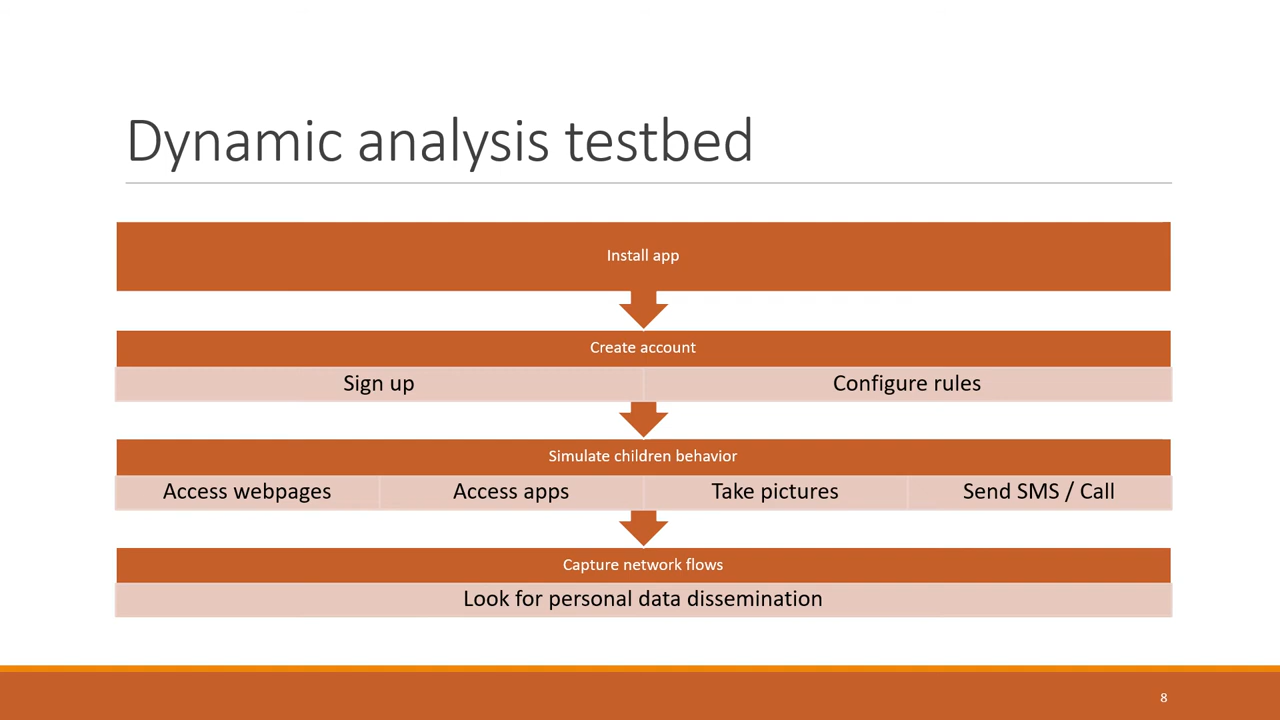 Dynamic analysis testbed
Install app
Create account
Sign up
Configure rules
Simulate children behavior
Access webpages
Access apps
Take pictures
Send SMS / Call
Capture network flows
Look for personal data dissemination
8